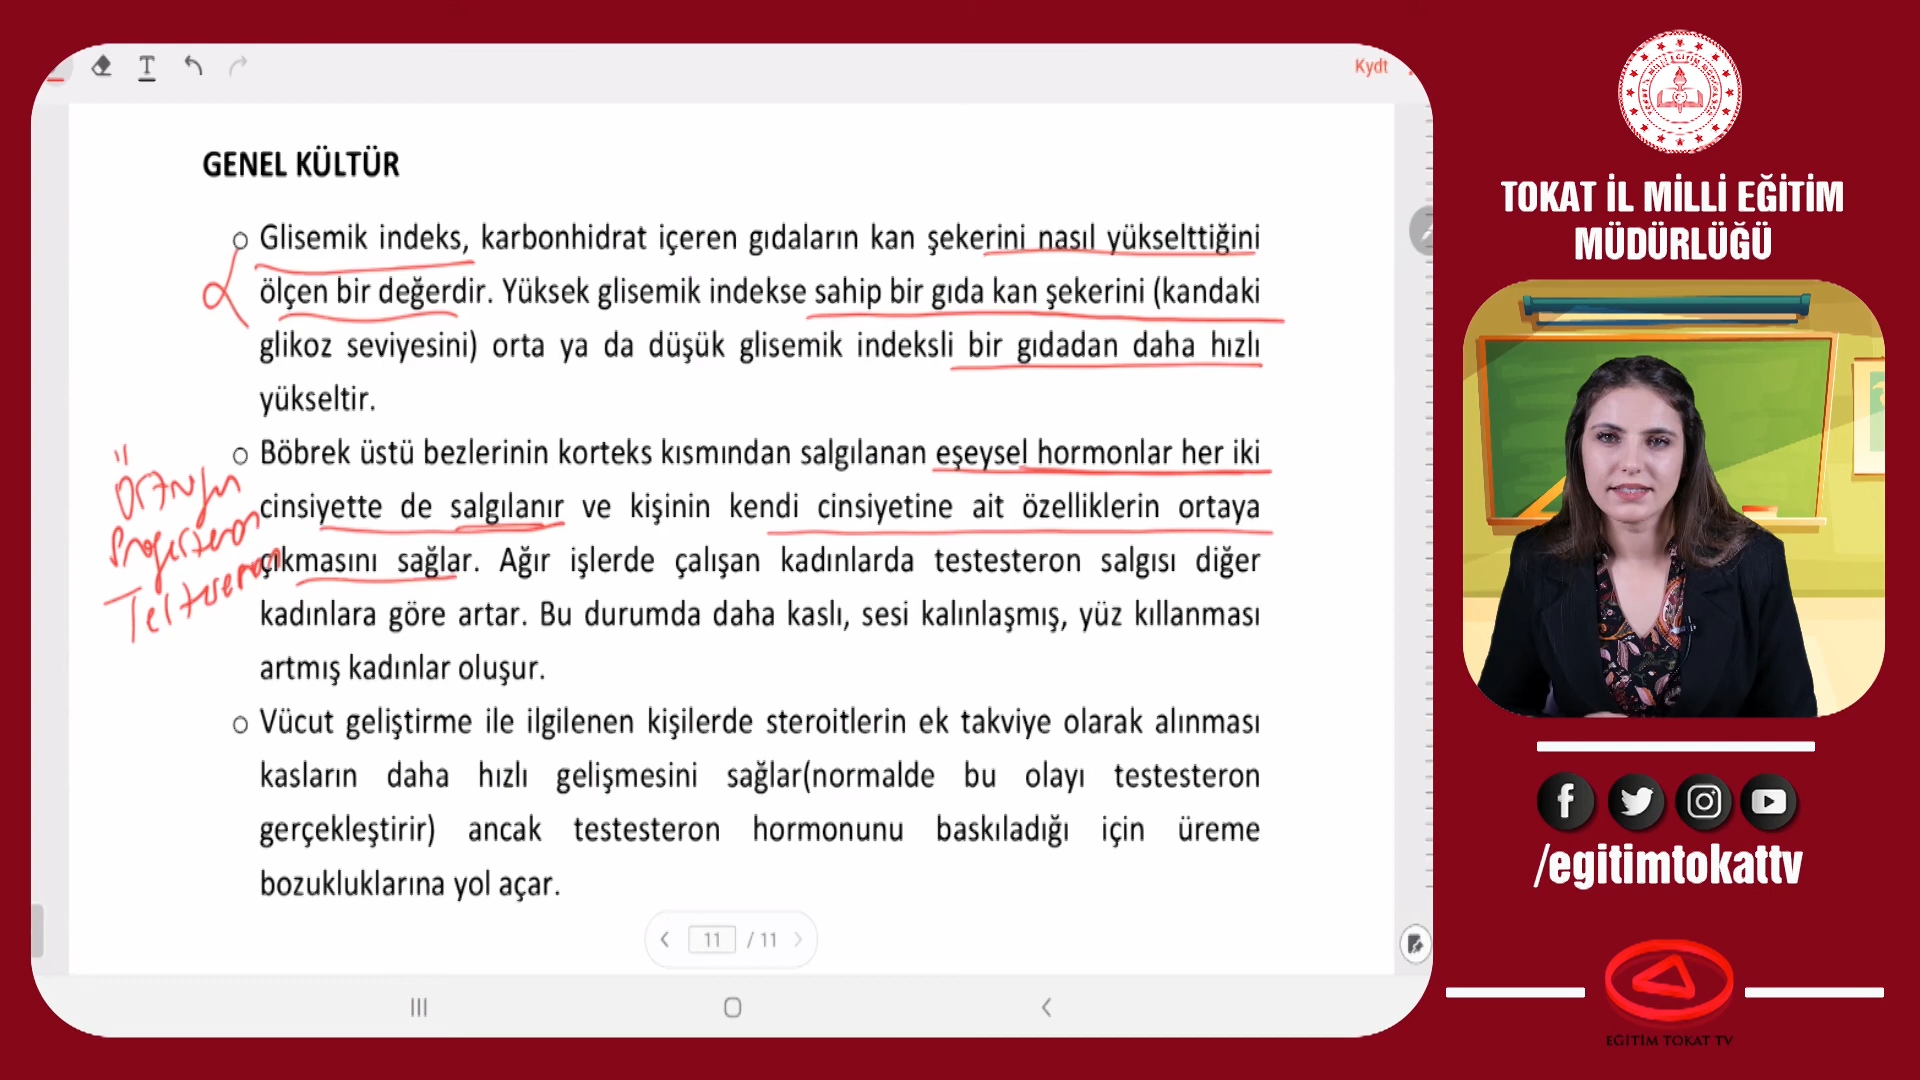 Kydt
GENEL KÜLTÜR
Glisemik indeks, karbonhidrat içeren gıdaların kan şekerini nasıl yükselttiğini
ölçen bir değerdir. Yüksek glisemik indekse sahip bir gıda kan şekerini (kandaki
glikoz seviyesini) orta ya da düşük glisemik indeksli bir gıdadan daha hızlı
yükseltir.
Böbrek üstü bezlerinin korteks kısmından salgılanan eşeysel hormonlar her iki
cinsiyette de salgılanır ve kişinin kendi cinsiyetine ait özelliklerin ortaya
çıkmasını sağlar. Ağır işlerde çalışan kadınlarda testesteron salgısı diğer
kadınlara göre artar. Bu durumda daha kaslı, sesi kalınlaşmış, yüz kıllanması
artmış kadınlar oluşur.
Vücut geliştirme ile ilgilenen kişilerde steroitlerin ek takviye olarak alınması
kasların daha hızlı gelişmesini sağlar(normalde bu olayı testesteron
gerçekleştirir) ancak testesteron hormonunu baskıladığı için üreme
bozukluklarına yol açar.
11 / 11
TOKAT İL MİLLİ EĞİTİM
MÜDÜRLÜĞÜ
/egitimtokattv
EĞİTİM TOKAT TV